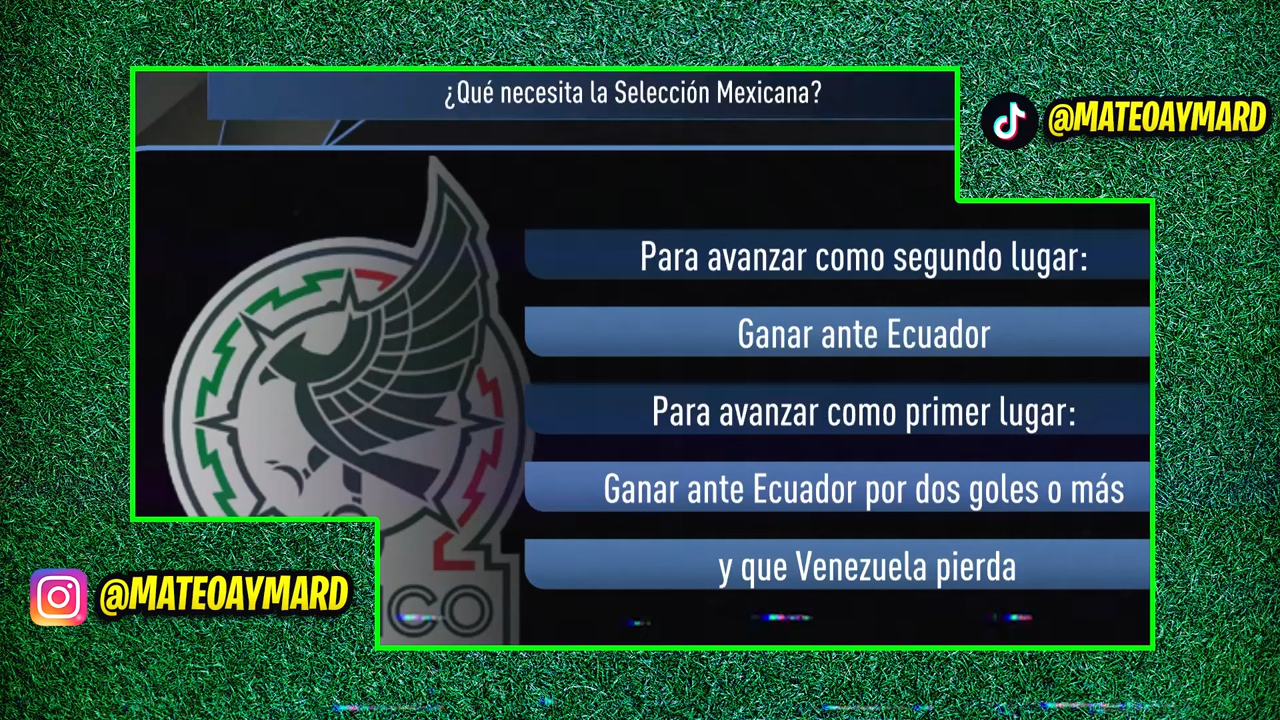 ¿Qué necesita la Selección Mexicana?
@MATEOAYMARD
Para avanzar como segundo lugar:
Ganar ante Ecuador
Para avanzar como primer lugar:
Ganar ante Ecuador por dos goles o más
y que Venezuela pierda
@MATEOAYMARD
CO